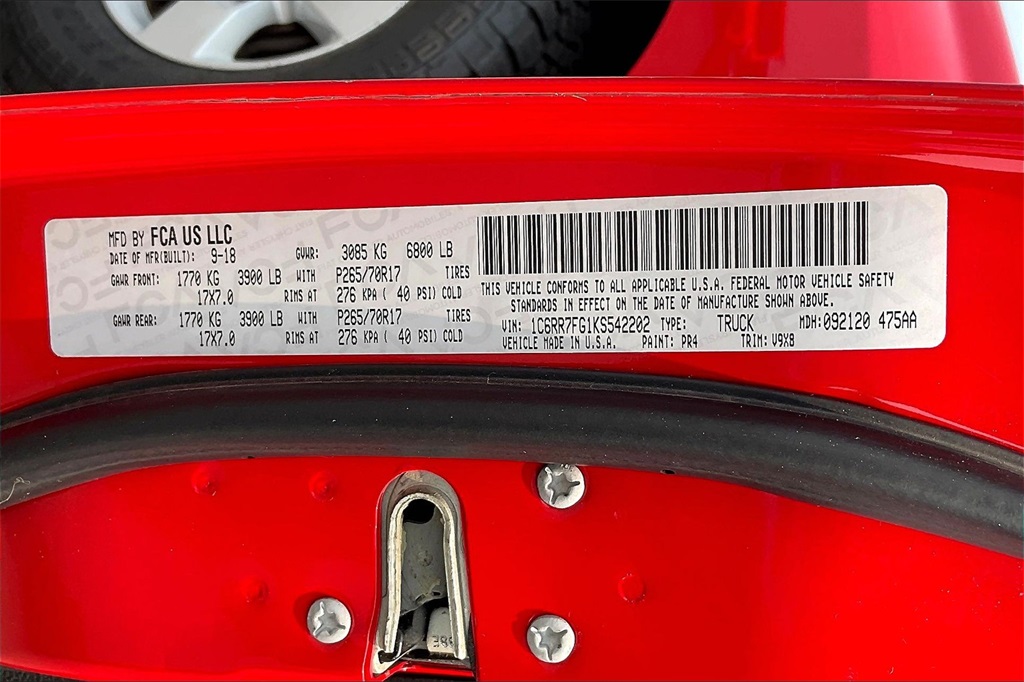 MFD BY FCA US LLC
DATE OF MFR(BUILT): 9-18 GVWR: 3085 KG 6800 LB
GAWR FRONT: 1770 KG 3900 LB WITH P265/70R17 TIRES
17X7.0 RIMS AT 276 KPA ( 40 PSI) COLD
GAWR REAR: 1770 KG 3900 LB WITH P265/70R17 TIRES
17X7.0 RIMS AT 276 KPA ( 40 PSI) COLD
THIS VEHICLE CONFORMS TO ALL APPLICABLE U.S.A. FEDERAL MOTOR VEHICLE SAFETY
STANDARDS IN EFFECT ON THE DATE OF MANUFACTURE SHOWN ABOVE.
VIN: 1C6RR7FG1KS542202 TYPE: TRUCK MDH: 092120 475AA
VEHICLE MADE IN U.S.A. PAINT: PR4 TRIM: V9X8